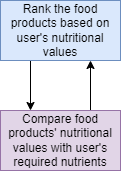 Rank the food
products based on
user's nutritional
values
Compare food
products' nutritional
values with user's
required nutrients